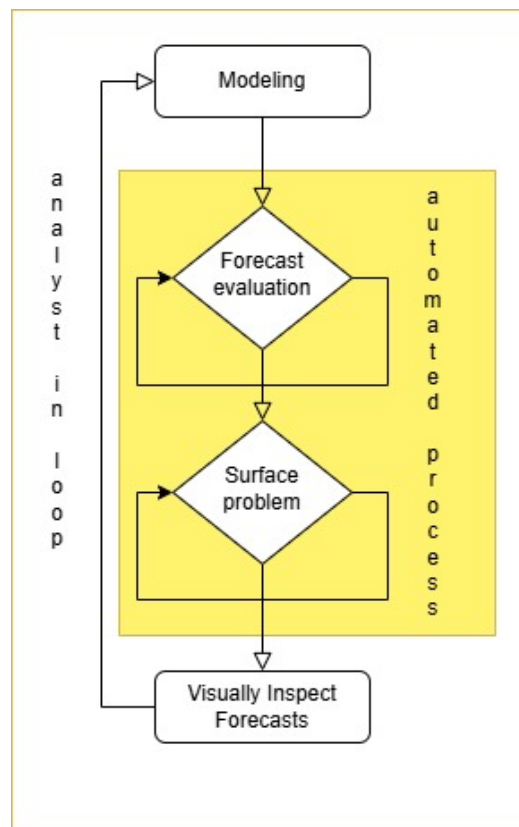 Modeling
analyst in loop
automated process
Forecast
evaluation
Surface
problem
Visually Inspect
Forecasts